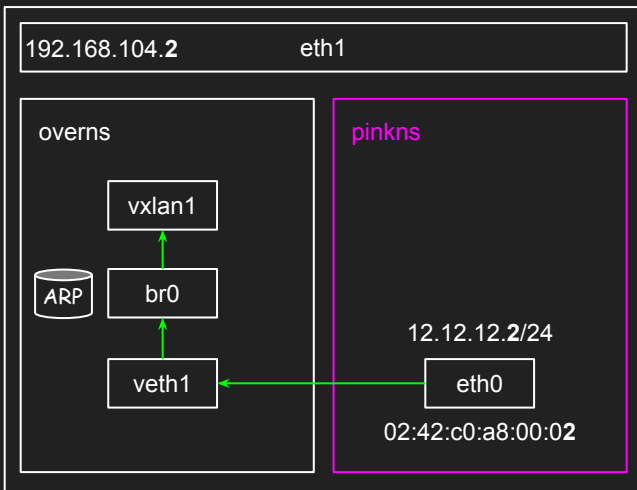 192.168.104.2
eth1
overns
pinkns
vxlan1
ARP
br0
12.12.12.2/24
veth1
eth0
02:42:c0:a8:00:02